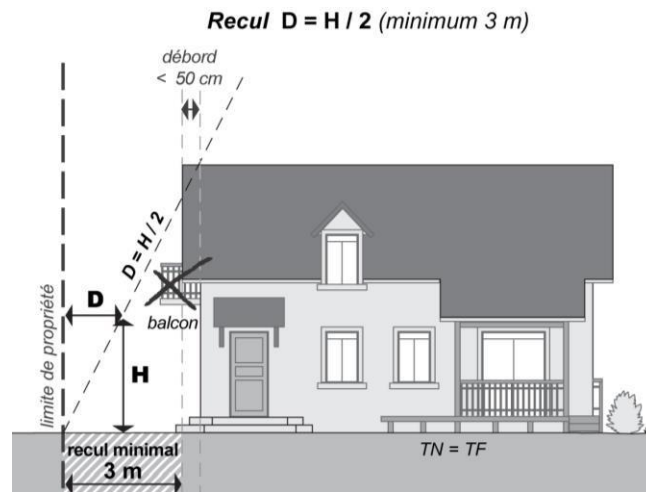 Recul D = H / 2 (minimum 3 m)
débord
< 50 cm
D = H / 2
limite de propriété
D
balcon
H
recul minimal
3 m
TN = TF